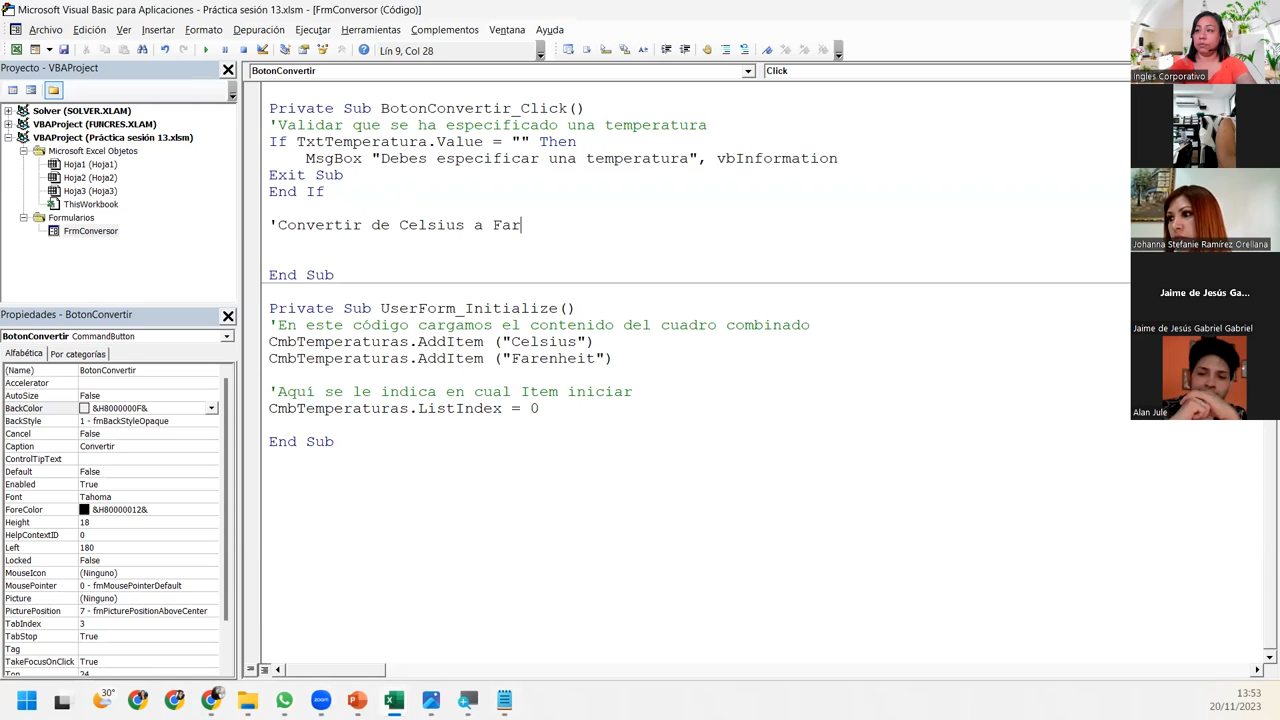 Microsoft Visual Basic para Aplicaciones - Práctica sesión 13.xlsm - [FrmConversor (Código)]
Archivo Edición Ver Insertar Formato Depuración Ejecutar Herramientas Complementos Ventana Ayuda
Lín 9, Col 28
Proyecto - VBAProject
Solver (SOLVER.XLAM)
VBAProject (FUNCRES.XLAM)
VBAProject (Práctica sesión 13.xlsm)
Microsoft Excel Objetos
Hoja1 (Hoja1)
Hoja2 (Hoja2)
Hoja3 (Hoja3)
ThisWorkbook
Formularios
FrmConversor
Propiedades - BotonConvertir
BotonConvertir CommandButton
Alfabética Por categorías
(Name) BotonConvertir
Accelerator
AutoSize False
BackColor &H8000000F&
BackStyle 1 - fmBackStyleOpaque
Cancel False
Caption Convertir
ControlTipText
Default False
Enabled True
Font Tahoma
ForeColor &H80000012&
Height 18
HelpContextID 0
Left 180
Locked False
MouseIcon (Ninguno)
MousePointer 0 - fmMousePointerDefault
Picture (Ninguno)
PicturePosition 7 - fmPicturePositionAboveCenter
TabIndex 3
TabStop True
Tag
TakeFocusOnClick True
Top 24
BotonConvertir Click
Private Sub BotonConvertir_Click()
'Validar que se ha especificado una temperatura
If TxtTemperatura.Value = "" Then
MsgBox "Debes especificar una temperatura", vbInformation
Exit Sub
End If
'Convertir de Celsius a Far
End Sub
Private Sub UserForm_Initialize()
'En este código cargamos el contenido del cuadro combinado
CmbTemperaturas.AddItem ("Celsius")
CmbTemperaturas.AddItem ("Farenheit")
'Aquí se le indica en cual Item iniciar
CmbTemperaturas.ListIndex = 0
End Sub
Ingles Corporativo
Johanna Stefanie Ramírez Orellana
Jaime de Jesús Ga...
Jaime de Jesús Gabriel Gabriel
Alan Jule
30°
zoom
13:53
20/11/2023